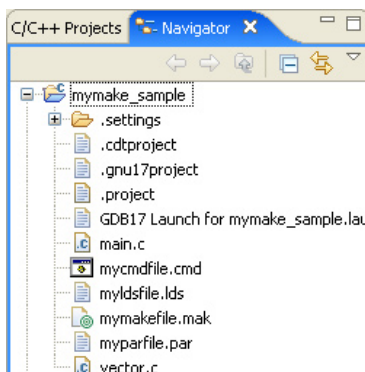 C/C++ Projects Navigator
mymake_sample
.settings
.cdtproject
.gnu17project
.project
GDB17 Launch for mymake_sample.lau
main.c
mycmdfile.cmd
myldsfile.lds
mymakefile.mak
myparfile.par
vector.c